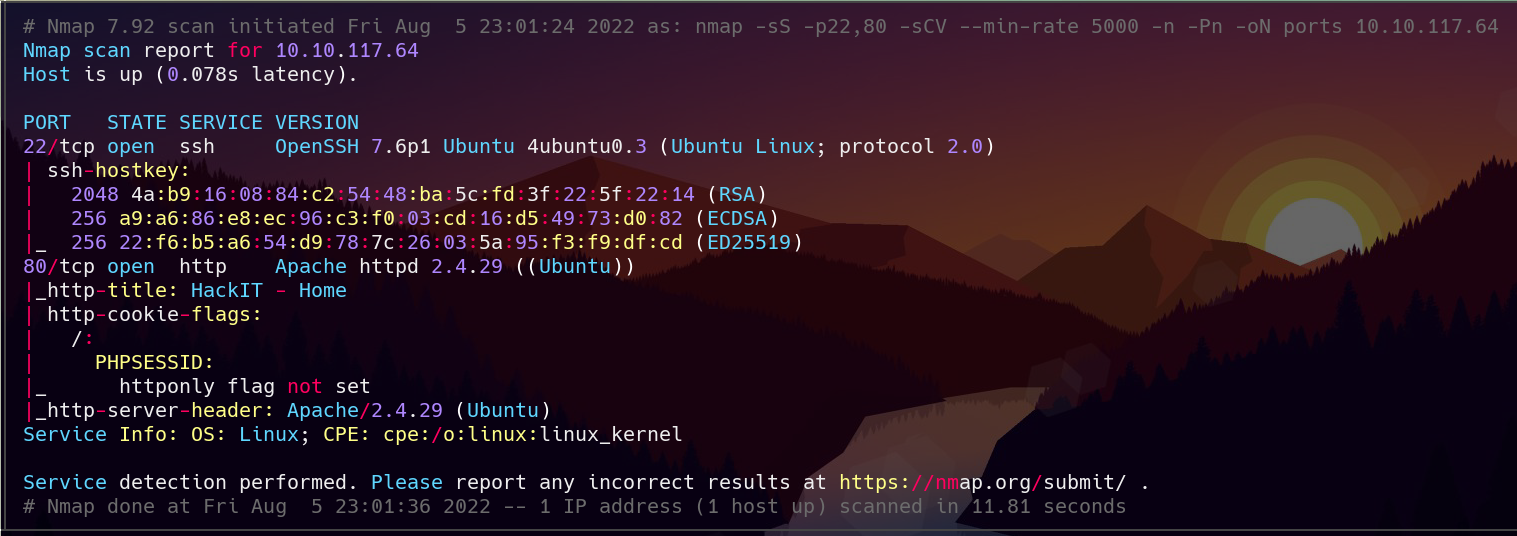 # Nmap 7.92 scan initiated Fri Aug  5 23:01:24 2022 as: nmap -sS -p22,80 -sCV --min-rate 5000 -n -Pn -oN ports 10.10.117.64
Nmap scan report for 10.10.117.64
Host is up (0.078s latency).

PORT   STATE SERVICE VERSION
22/tcp open  ssh     OpenSSH 7.6p1 Ubuntu 4ubuntu0.3 (Ubuntu Linux; protocol 2.0)
| ssh-hostkey:
|   2048 4a:b9:16:08:84:c2:54:48:ba:5c:fd:3f:22:5f:22:14 (RSA)
|   256 a9:a6:86:e8:ec:96:c3:f0:03:cd:16:d5:49:73:d0:82 (ECDSA)
|_  256 22:f6:b5:a6:54:d9:78:7c:26:03:5a:95:f3:f9:df:cd (ED25519)
80/tcp open  http    Apache httpd 2.4.29 ((Ubuntu))
|_http-title: HackIT - Home
| http-cookie-flags:
|   /:
|     PHPSESSID:
|_      httponly flag not set
|_http-server-header: Apache/2.4.29 (Ubuntu)
Service Info: OS: Linux; CPE: cpe:/o:linux:linux_kernel

Service detection performed. Please report any incorrect results at https://nmap.org/submit/ .
# Nmap done at Fri Aug  5 23:01:36 2022 -- 1 IP address (1 host up) scanned in 11.81 seconds